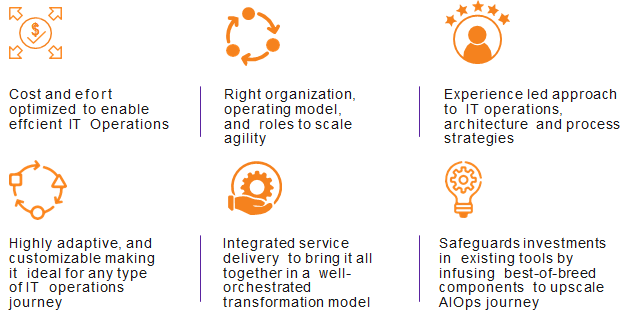 Cost and efort
optimized to enable
effcient IT Operations
Right organization,
operating model,
and roles to scale
agility
Experience led approach
to IT operations,
architecture and process
strategies
Highly adaptive, and
customizable making
it ideal for any type
of IT operations
journey
Integrated service
delivery to bring it all
together in a well-
orchestrated
transformation model
Safeguards investments
in existing tools by
infusing best-of-breed
components to upscale
AIOps journey